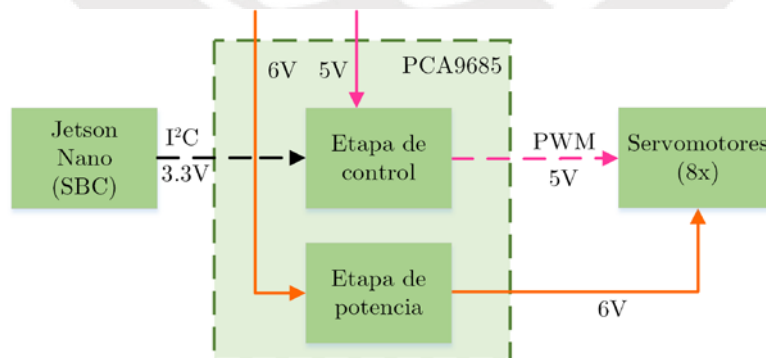 6V
5V
PCA9685
Jetson
Nano
(SBC)
I²C
3.3V
Etapa de
control
PWM
5V
Servomotores
(8x)
Etapa de
potencia
6V